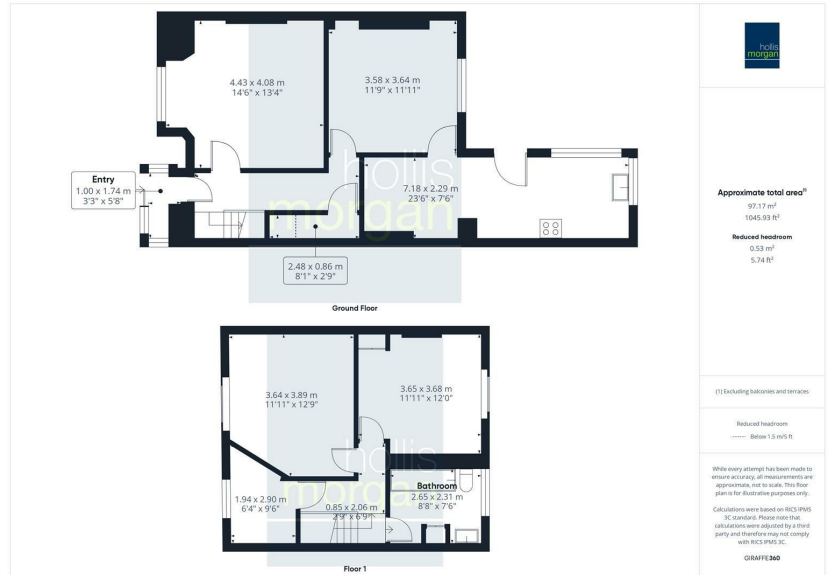 4.43 x 4.08 m
14'6" x 13'4"
3.58 x 3.64 m
11'9" x 11'11"
Entry
1.00 x 1.74 m
3'3" x 5'8"
7.18 x 2.29 m
23'6" x 7'6"
hollis
morgan
2.48 x 0.86 m
8'1" x 2'9"
Ground Floor
3.64 x 3.89 m
11'11" x 12'9"
3.65 x 3.68 m
11'11" x 12'0"
hollis
morgan
1.94 x 2.90 m
6'4" x 9'6"
0.85 x 2.06 m
2'9" x 6'9"
Bathroom
2.65 x 2.31 m
8'8" x 7'6"
Floor 1
hollis
morgan
Approximate total area(1)
97.17 m²
1045.93 ft²
Reduced headroom
0.53 m²
5.74 ft²
(1) Excluding balconies and terraces
Reduced headroom
------- Below 1.5 m/5 ft
While every attempt has been made to
ensure accuracy, all measurements are
approximate, not to scale. This floor
plan is for illustrative purposes only.
Calculations were based on RICS IPMS
3C standard. Please note that
calculations were adjusted by a third
party and therefore may not comply
with RICS IPMS 3C.
GIRAFFE360